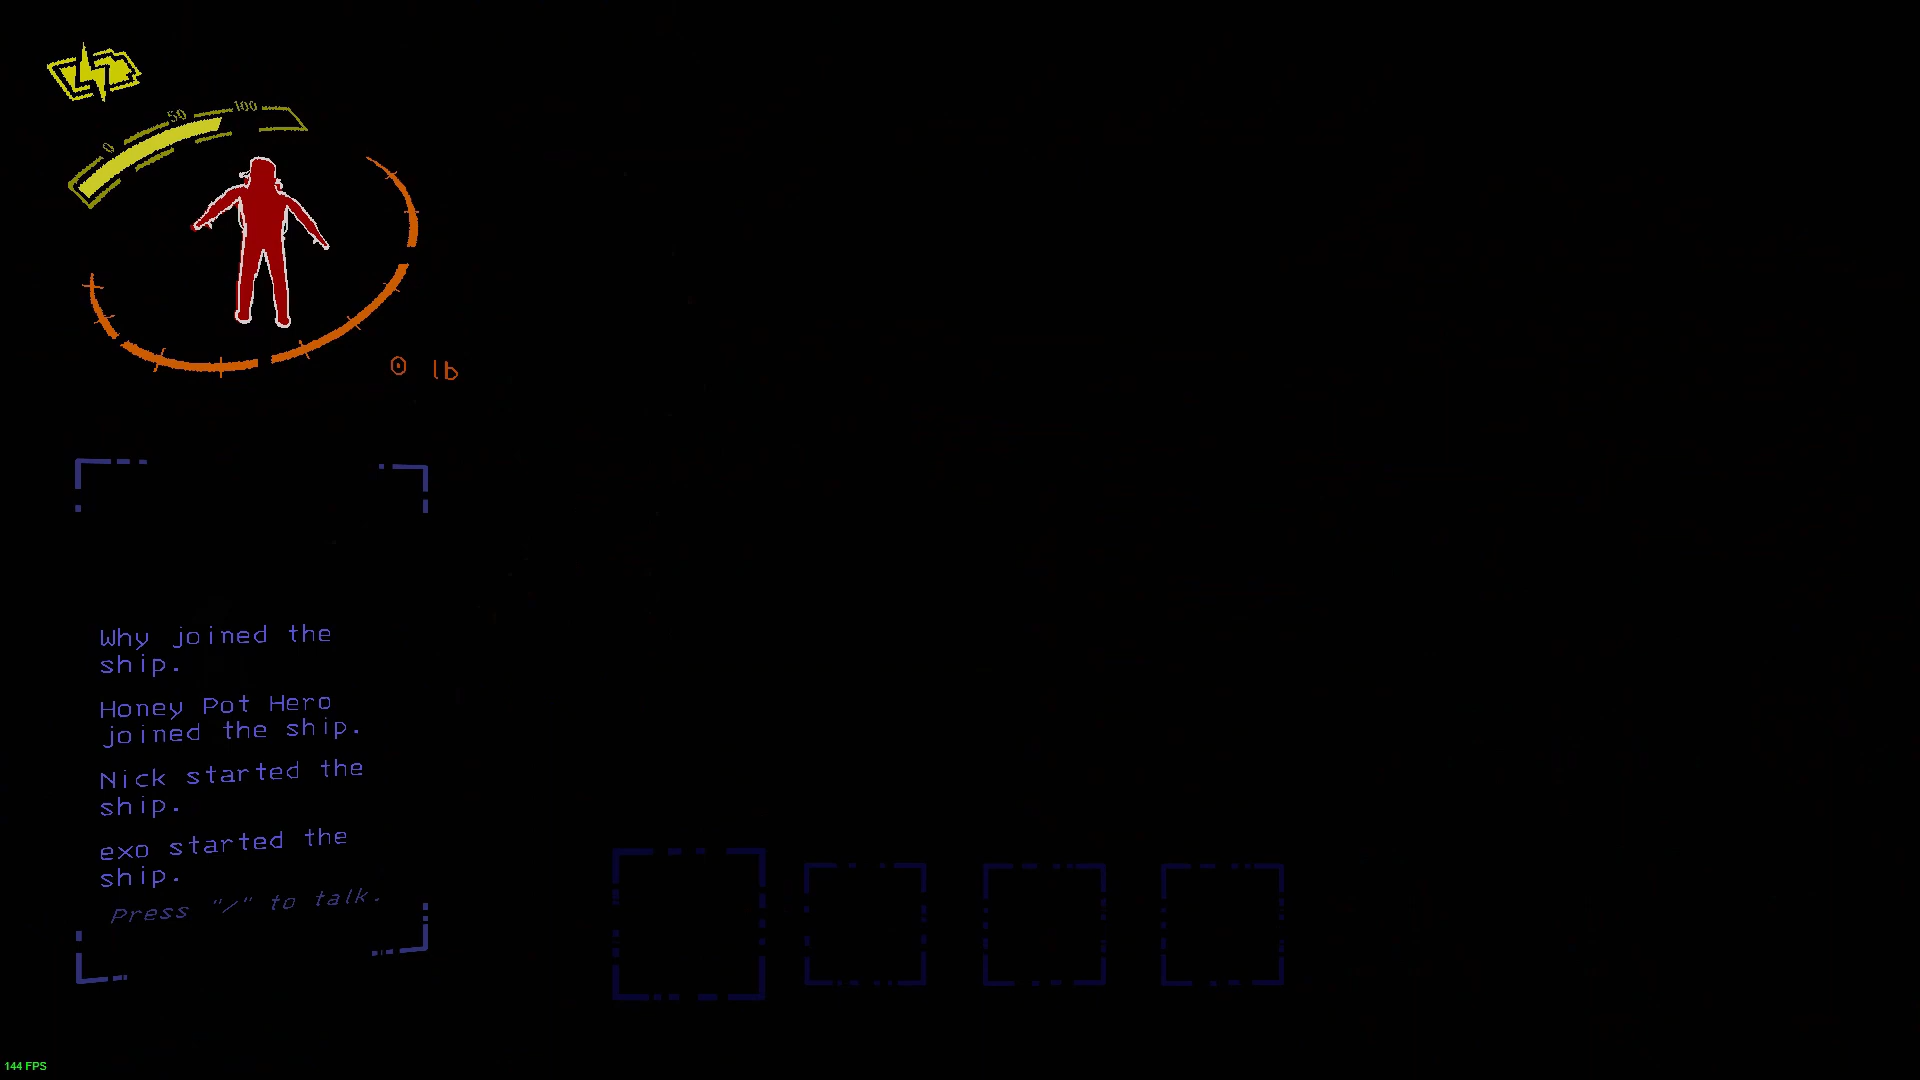 0 50 100
0 lb
Why joined the
ship.
Honey Pot Hero
joined the ship.
Nick started the
ship.
exo started the
ship.
Press "/" to talk.
144 FPS